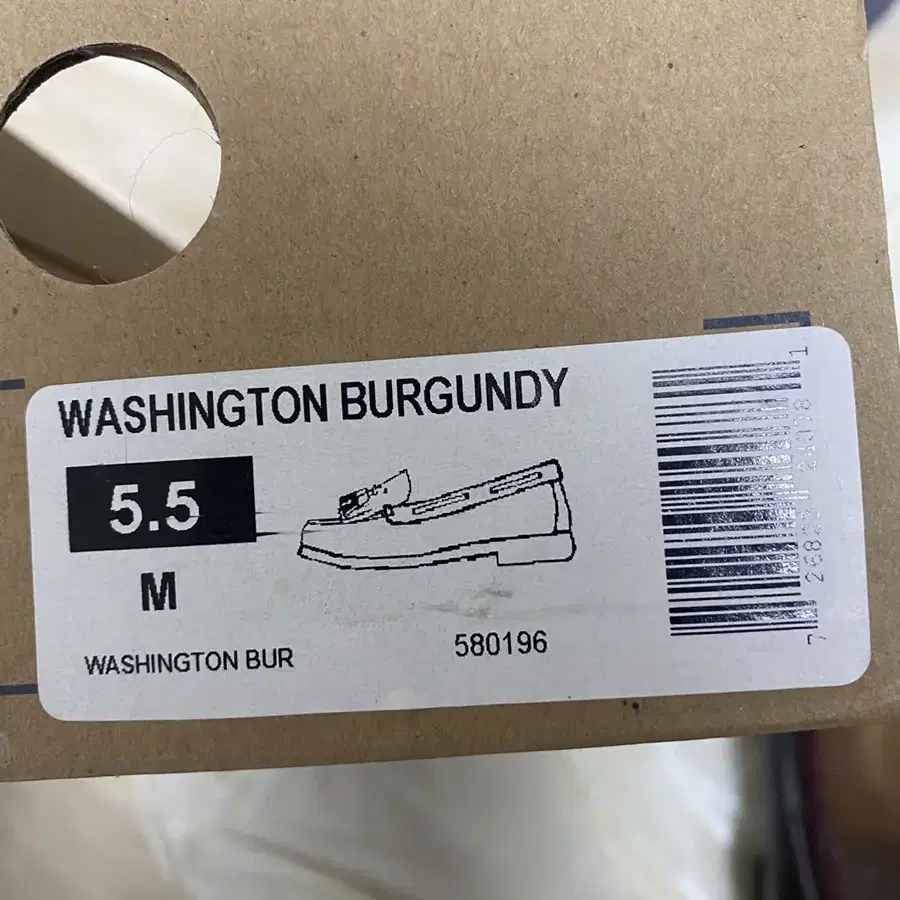 WASHINGTON BURGUNDY
5.5
M
WASHINGTON BUR
580196